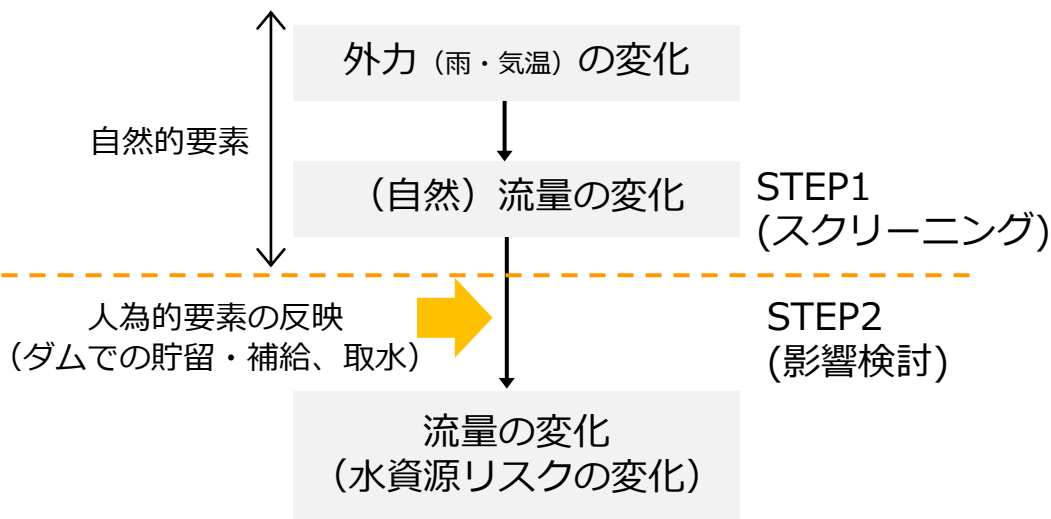 外力（雨・気温）の変化
自然的要素
（自然）流量の変化
STEP1
(スクリーニング)
人為的要素の反映
（ダムでの貯留・補給、取水）
STEP2
(影響検討)
流量の変化
（水資源リスクの変化）